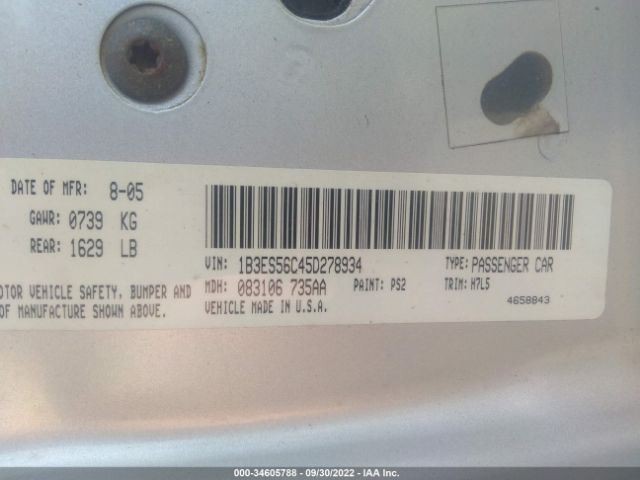 DATE OF MFR: 8-05
GAWR: 0739 KG
REAR: 1629 LB
VIN: 1B3ES56C45D278934 TYPE: PASSENGER CAR
MDH: 083106 735AA PAINT: PS2 TRIM: H7L5
VEHICLE MADE IN U.S.A. 4658843
OTOR VEHICLE SAFETY, BUMPER AND
OF MANUFACTURE SHOWN ABOVE.
000-34605788 - 09/30/2022 - IAAI Inc.